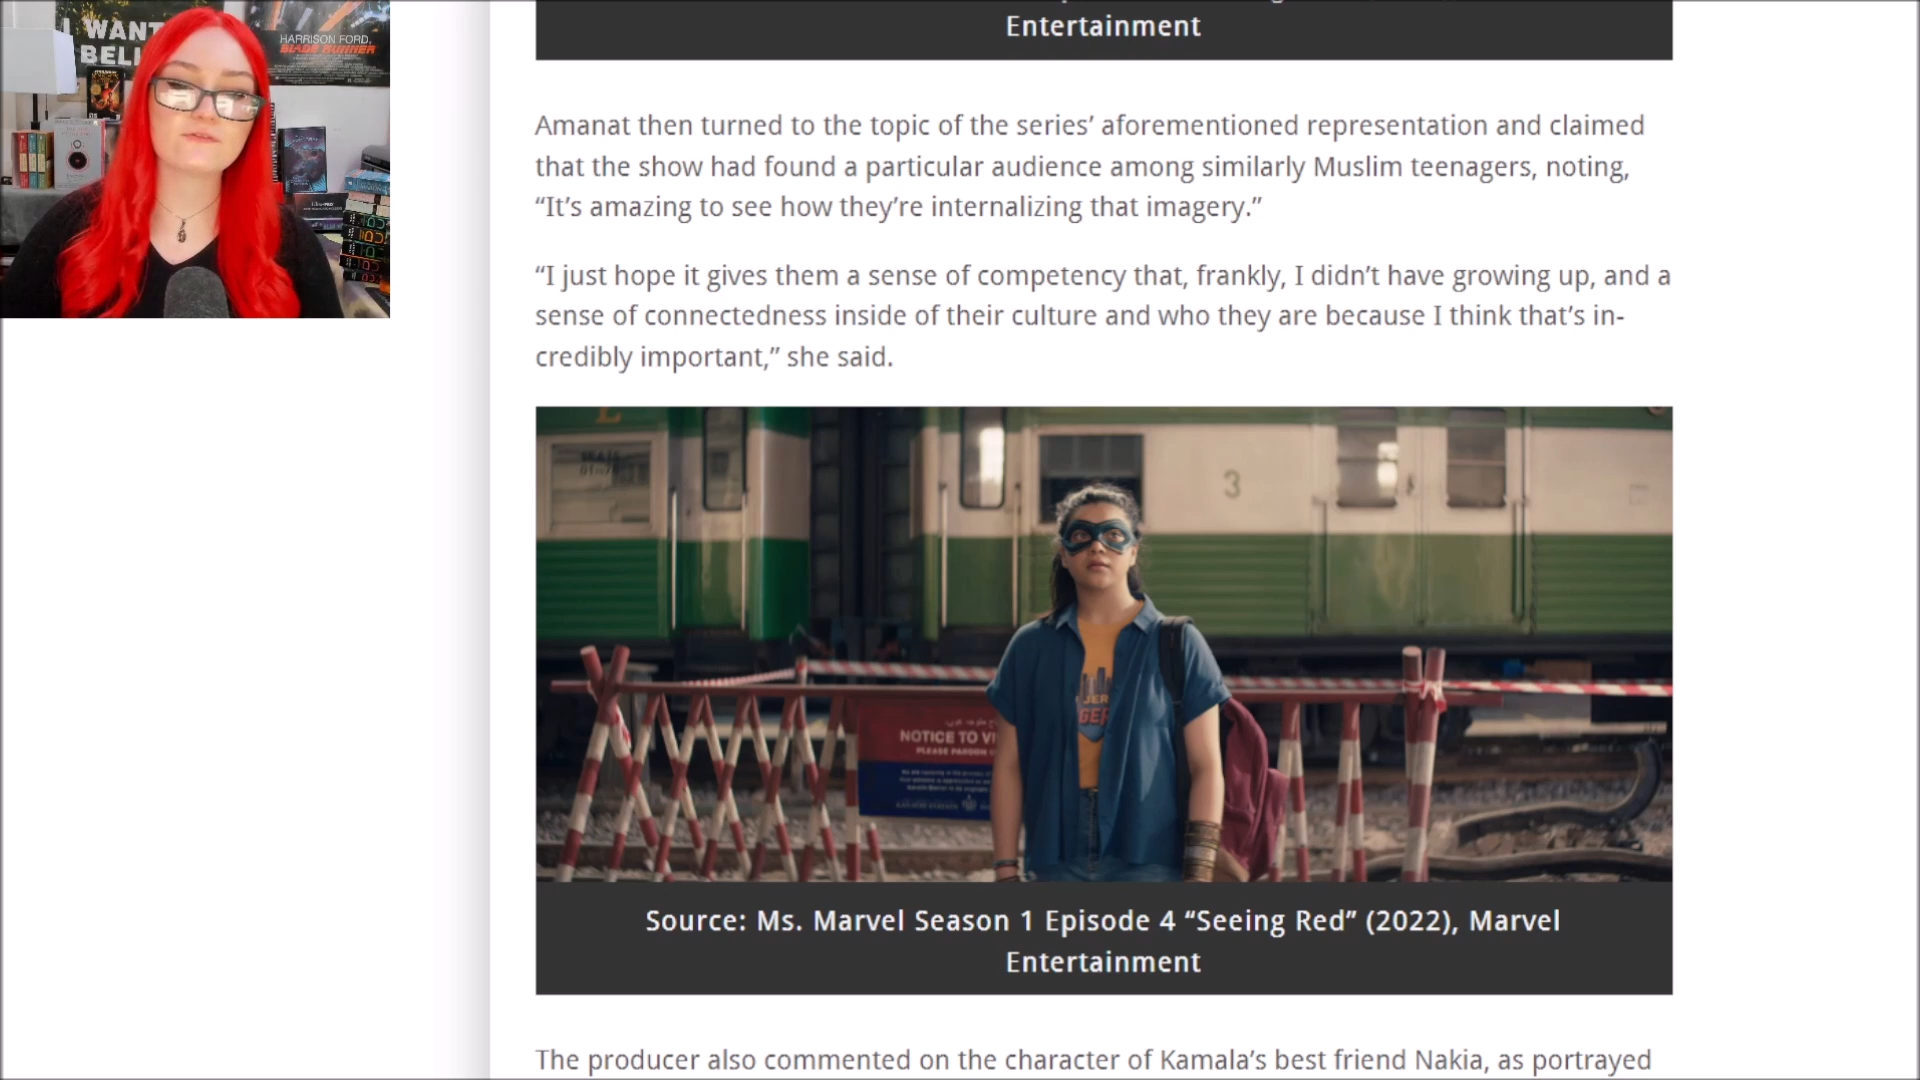 I WANT
BELI
HARRISON FORD.
BLADE RUNNER
Entertainment
Amanat then turned to the topic of the series’ aforementioned representation and claimed
that the show had found a particular audience among similarly Muslim teenagers, noting,
“It’s amazing to see how they’re internalizing that imagery.”
“I just hope it gives them a sense of competency that, frankly, I didn’t have growing up, and a
sense of connectedness inside of their culture and who they are because I think that’s in-
credibly important,” she said.
3
JER
GER
NOTICE TO VI
PLEASE PARDON
Source: Ms. Marvel Season 1 Episode 4 “Seeing Red” (2022), Marvel
Entertainment
The producer also commented on the character of Kamala’s best friend Nakia, as portrayed